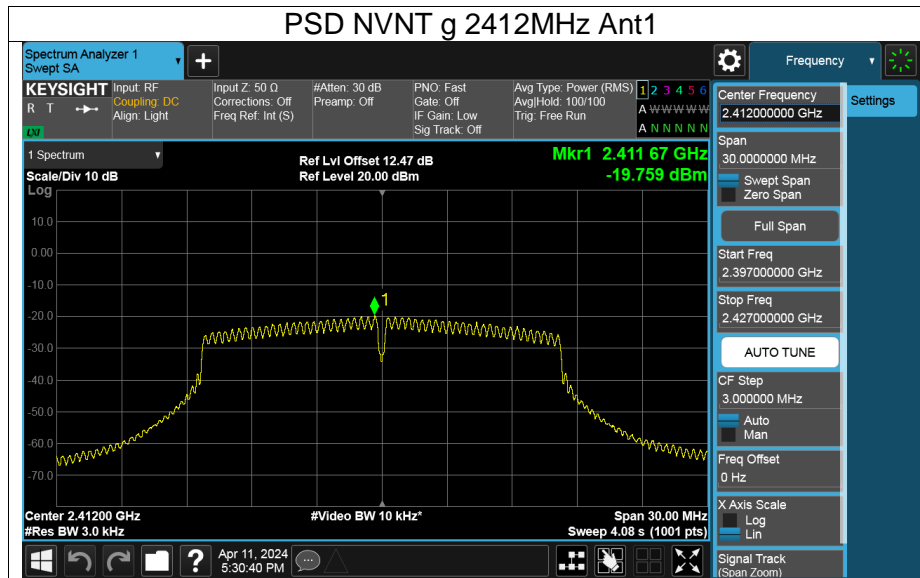 PSD NVNT g 2412MHz Ant1
Spectrum Analyzer 1
Swept SA
+
Frequency
KEYSIGHT
R T
LXI
Input: RF
Coupling: DC
Align: Light
Input Z: 50 Ω
Corrections: Off
Freq Ref: Int (S)
#Atten: 30 dB
Preamp: Off
PNO: Fast
Gate: Off
IF Gain: Low
Sig Track: Off
Avg Type: Power (RMS)
Avg|Hold: 100/100
Trig: Free Run
1 2 3 4 5 6
A W W W W W
A N N N N N
1 Spectrum
Scale/Div 10 dB
Log
Ref Lvl Offset 12.47 dB
Ref Level 20.00 dBm
Mkr1 2.411 67 GHz
-19.759 dBm
10.0
0.00
-10.0
-20.0
-30.0
-40.0
-50.0
-60.0
-70.0
1
Center 2.41200 GHz
#Res BW 3.0 kHz
#Video BW 10 kHz*
Span 30.00 MHz
Sweep 4.08 s (1001 pts)
Center Frequency
2.412000000 GHz
Span
30.0000000 MHz
Swept Span
Zero Span
Full Span
Start Freq
2.397000000 GHz
Stop Freq
2.427000000 GHz
AUTO TUNE
CF Step
3.000000 MHz
Auto
Man
Freq Offset
0 Hz
X Axis Scale
Log
Lin
Signal Track
(Span Zoom)
Settings
?
Apr 11, 2024
5:30:40 PM